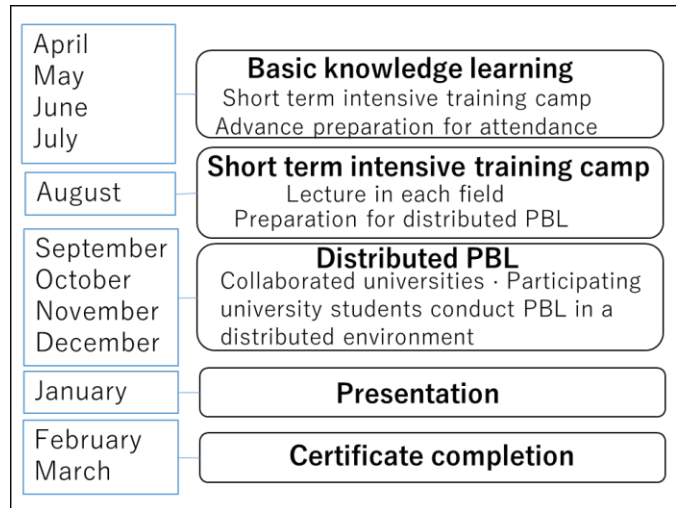 April
May
June
July
Basic knowledge learning
Short term intensive training camp
Advance preparation for attendance
August
Short term intensive training camp
Lecture in each field
Preparation for distributed PBL
September
October
November
December
Distributed PBL
Collaborated universities · Participating
university students conduct PBL in a
distributed environment
January
Presentation
February
March
Certificate completion